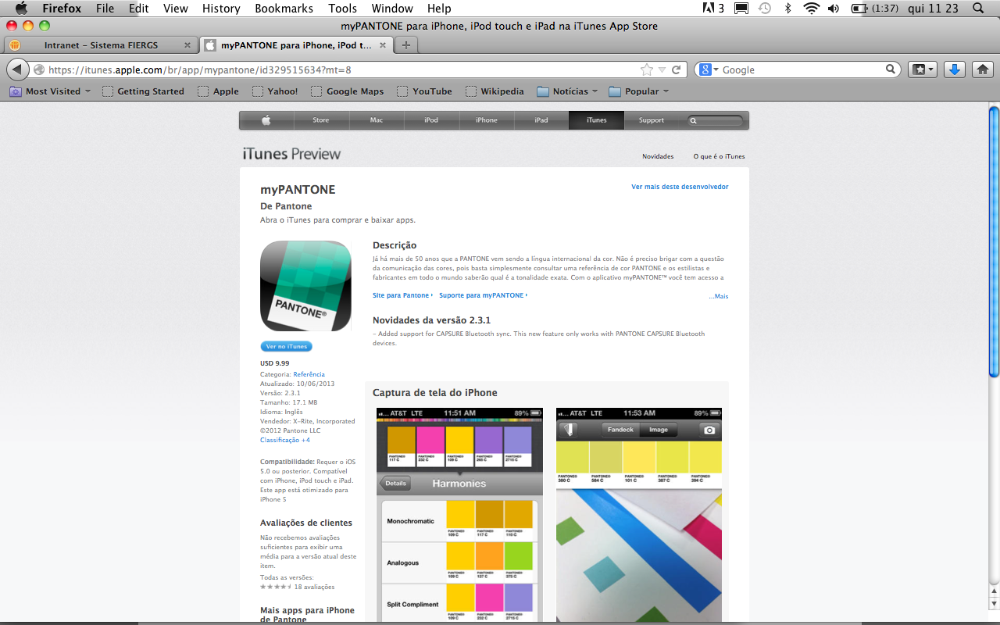 Firefox File Edit View History Bookmarks Tools Window Help 3 (1:37) qui 11 23
myPANTONE para iPhone, iPod touch e iPad na iTunes App Store
Intranet – Sistema FIERGS myPANTONE para iPhone, iPod t...
https://itunes.apple.com/br/app/mypantone/id329515634?mt=8 Google
Most Visited Getting Started Apple Yahoo! Google Maps YouTube Wikipedia Notícias Popular
Store Mac iPod iPhone iPad iTunes Support
iTunes Preview
Novidades O que é o iTunes
myPANTONE
Ver mais deste desenvolvedor
De Pantone
Abra o iTunes para comprar e baixar apps.
PANTONE®
Ver no iTunes
USD 9.99
Categoria: Referência
Atualizado: 10/06/2013
Versão: 2.3.1
Tamanho: 17.1 MB
Idioma: Inglês
Vendedor: X-Rite, Incorporated
©2012 Pantone LLC
Classificação +4
Compatibilidade: Requer o iOS
5.0 ou posterior. Compatível
com iPhone, iPod touch e iPad.
Este app está otimizado para
iPhone 5
Avaliações de clientes
Não recebemos avaliações
suficientes para exibir uma
média para a versão atual deste
item.
Todas as versões:
18 avaliações
Mais apps para iPhone
de Pantone
Descrição
Já há mais de 50 anos que a PANTONE vem sendo a língua internacional da cor. Não é preciso brigar com a questão
da comunicação das cores, pois basta simplesmente consultar uma referência de cor PANTONE e os estilistas e
fabricantes em todo o mundo saberão qual é a tonalidade exata. Com o aplicativo myPANTONE™ você tem acesso a
Site para Pantone Suporte para myPANTONE ...Mais
Novidades da versão 2.3.1
– Added support for CAPSURE Bluetooth sync. This new feature only works with PANTONE CAPSURE Bluetooth
devices.
Captura de tela do iPhone
AT&T LTE 11:51 AM 89%
PANTONE® PANTONE® PANTONE® PANTONE® PANTONE®
117 C 232 C 109 C 265 C 2715 C
Details Harmonies
Monochromatic
PANTONE® PANTONE® PANTONE®
109 C 117 C 110 C
Analogous
PANTONE® PANTONE® PANTONE®
109 C 137 C 375 C
Split Compliment
PANTONE® PANTONE® PANTONE®
109 C 232 C 2715 C
AT&T LTE 11:53 AM 89%
Fandeck Image
PANTONE® PANTONE® PANTONE® PANTONE® PANTONE®
380 C 584 C 101 C 387 C 394 C